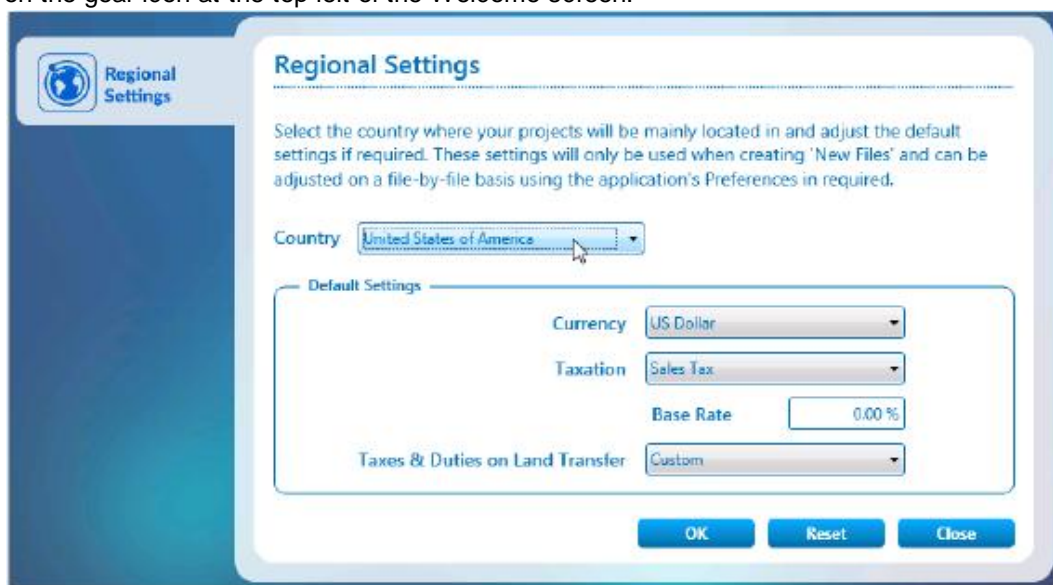 on the gear icon at the top left of the Welcome screen.
Regional
Settings
Regional Settings
Select the country where your projects will be mainly located in and adjust the default
settings if required. These settings will only be used when creating 'New Files' and can be
adjusted on a file-by-file basis using the application's Preferences in required.
Country United States of America
Default Settings
Currency US Dollar
Taxation Sales Tax
Base Rate 0.00 %
Taxes & Duties on Land Transfer Custom
OK Reset Close